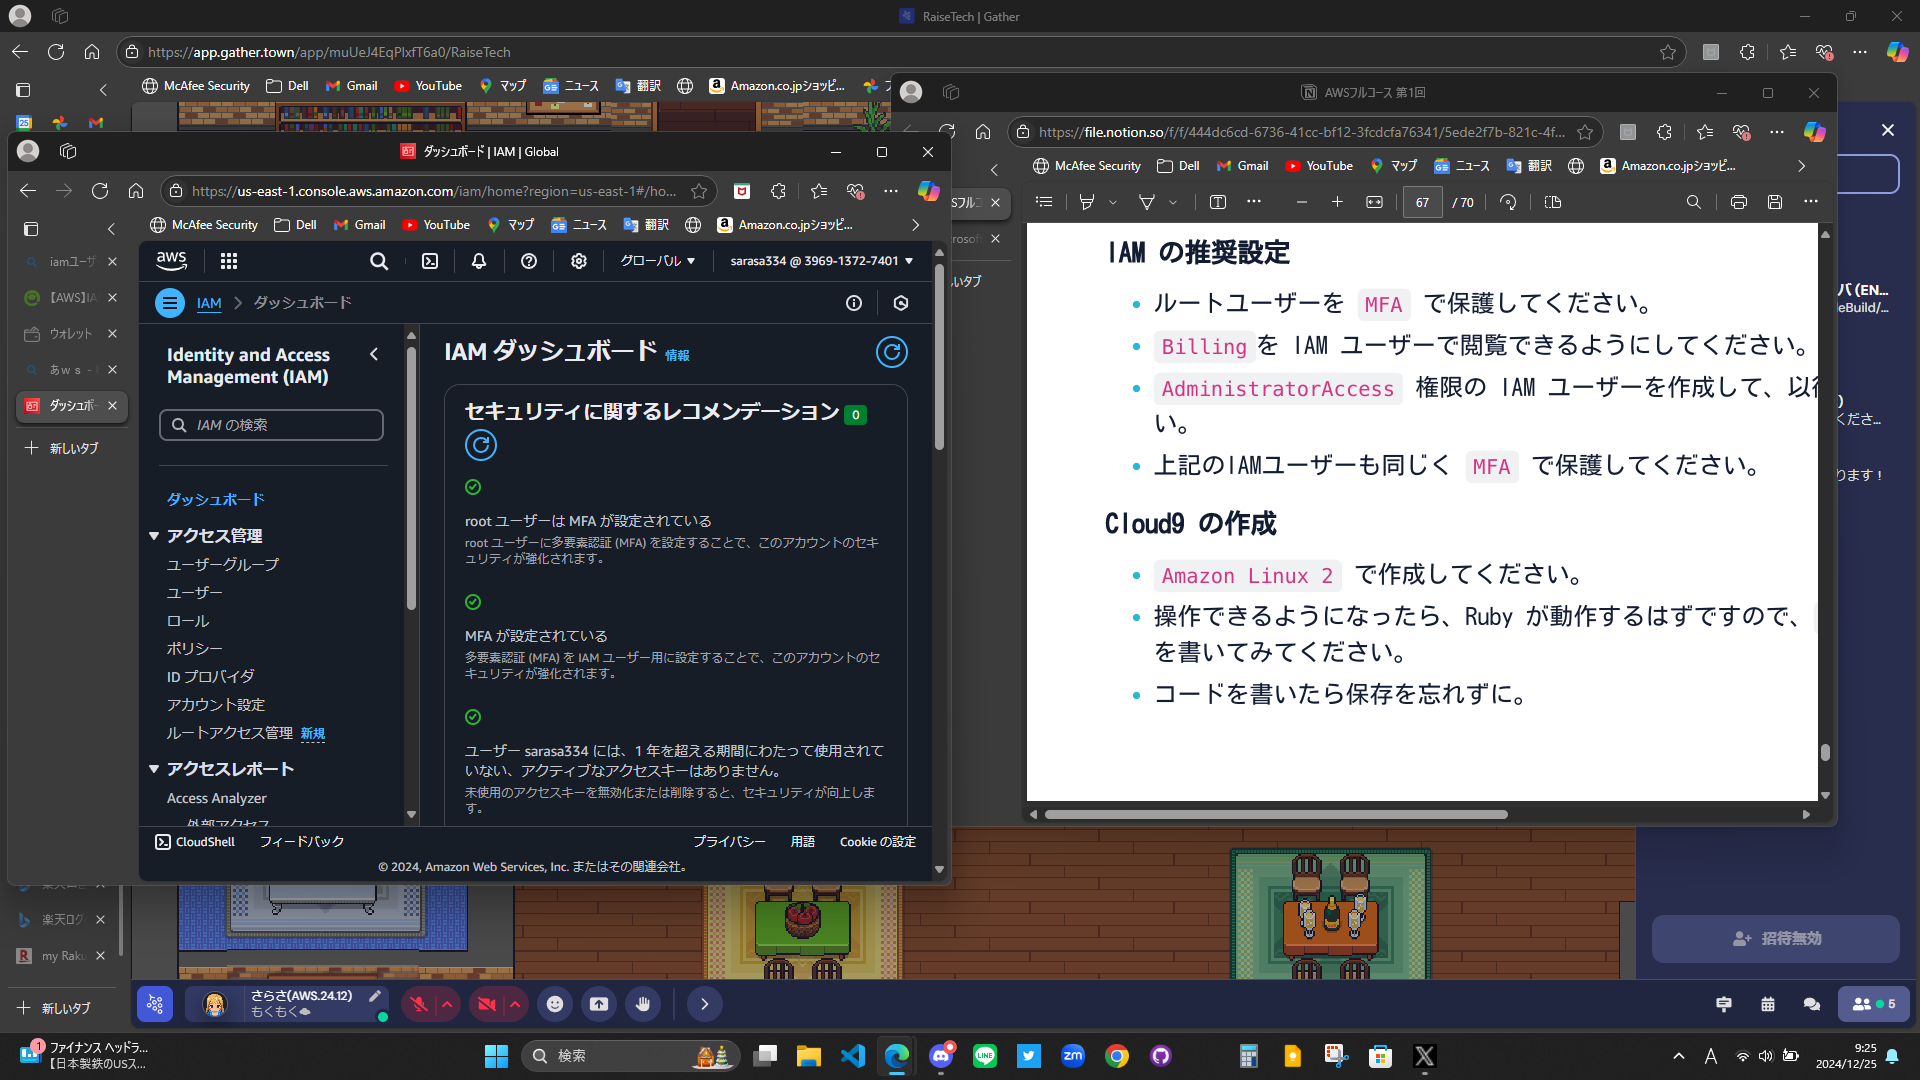 RaiseTech | Gather
https://app.gather.town/app/muUeJ4EqPIxfT6a0/RaiseTech
McAfee Security Dell Gmail YouTube マップ ニュース 翻訳 Amazon.co.jpショッピ...
ダッシュボード | IAM | Global
https://us-east-1.console.aws.amazon.com/iam/home?region=us-east-1#/ho...
McAfee Security Dell Gmail YouTube マップ ニュース 翻訳 Amazon.co.jpショッピ...
iamユーザ
【AWS】IA
ウォレット
あws -
ダッシュボー
新しいタブ
aws
グローバル
sarasa334 @ 3969-1372-7401
IAM
ダッシュボード
Identity and Access Management (IAM)
IAM の検索
ダッシュボード
アクセス管理
ユーザーグループ
ユーザー
ロール
ポリシー
ID プロバイダ
アカウント設定
ルートアクセス管理 新規
アクセスレポート
Access Analyzer
外部アクセス
IAM ダッシュボード 情報
セキュリティに関するレコメンデーション 0
root ユーザーは MFA が設定されている
root ユーザーに多要素認証 (MFA) を設定することで、このアカウントのセキ
ュリティが強化されます。
MFA が設定されている
多要素認証 (MFA) を IAM ユーザー用に設定することで、このアカウントのセ
キュリティが強化されます。
ユーザー sarasa334 には、1 年を超える期間にわたって使用されて
いない、アクティブなアクセスキーはありません。
未使用のアクセスキーを無効化または削除すると、セキュリティが向上しま
す。
CloudShell フィードバック プライバシー 用語 Cookie の設定
© 2024, Amazon Web Services, Inc. またはその関連会社。
AWSフルコース 第1回
https://file.notion.so/f/f/444dc6cd-6736-41cc-bf12-3fcdcfa76341/5ede2f7b-821c-4f...
McAfee Security Dell Gmail YouTube マップ ニュース 翻訳 Amazon.co.jpショッピ...
67 / 70
IAM の推奨設定
ルートユーザーを MFA で保護してください。
Billing を IAM ユーザーで閲覧できるようにしてください。
AdministratorAccess 権限の IAM ユーザーを作成して、以
い。
上記のIAMユーザーも同じく MFA で保護してください。
Cloud9 の作成
Amazon Linux 2 で作成してください。
操作できるようになったら、Ruby が動作するはずですので、
を書いてみてください。
コードを書いたら保存を忘れずに。
バ (EN...
eBuild/...
くださ...
ります！
招待無効
楽天ログ
my Raku
新しいタブ
さらさ(AWS.24.12)
もくもく
5
1
ファイナンス ヘッドラ...
【日本製鉄のUSス...
検索
A
9:25
2024/12/25